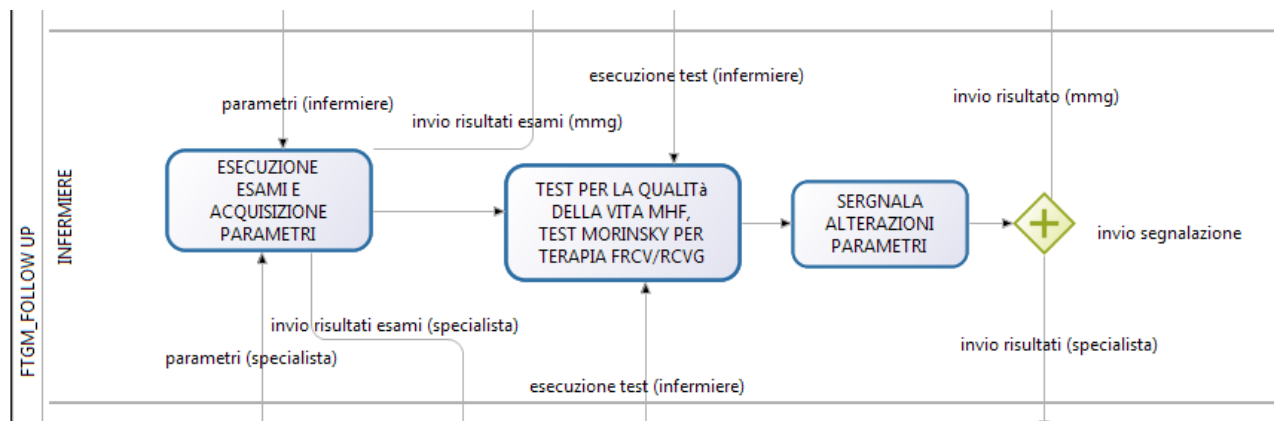 FTGM_FOLLOW UP
INFERMIERE
parametri (infermiere)
invio risultati esami (mmg)
esecuzione test (infermiere)
invio risultato (mmg)
ESECUZIONE
ESAMI E
ACQUISIZIONE
PARAMETRI
TEST PER LA QUALITà
DELLA VITA MHF,
TEST MORINSKY PER
TERAPIA FRCV/RCVG
SERGNALA
ALTERAZIONI
PARAMETRI
invio segnalazione
invio risultati esami (specialista)
parametri (specialista)
esecuzione test (infermiere)
invio risultati (specialista)